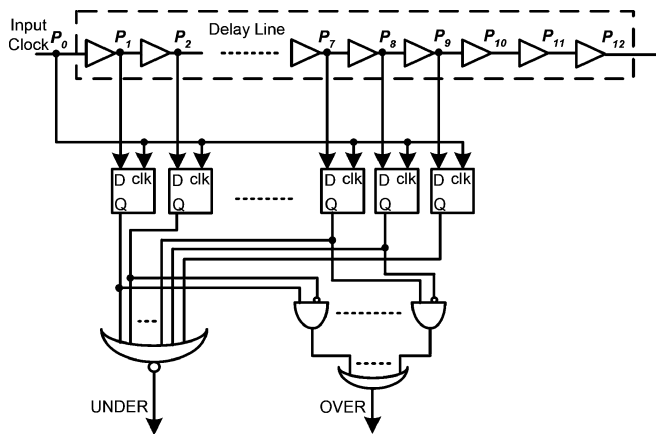 Input Clock
Delay Line
P0 P1 P2 P7 P8 P9 P10 P11 P12
D clk D clk D clk D clk D clk
Q Q Q Q Q
UNDER OVER